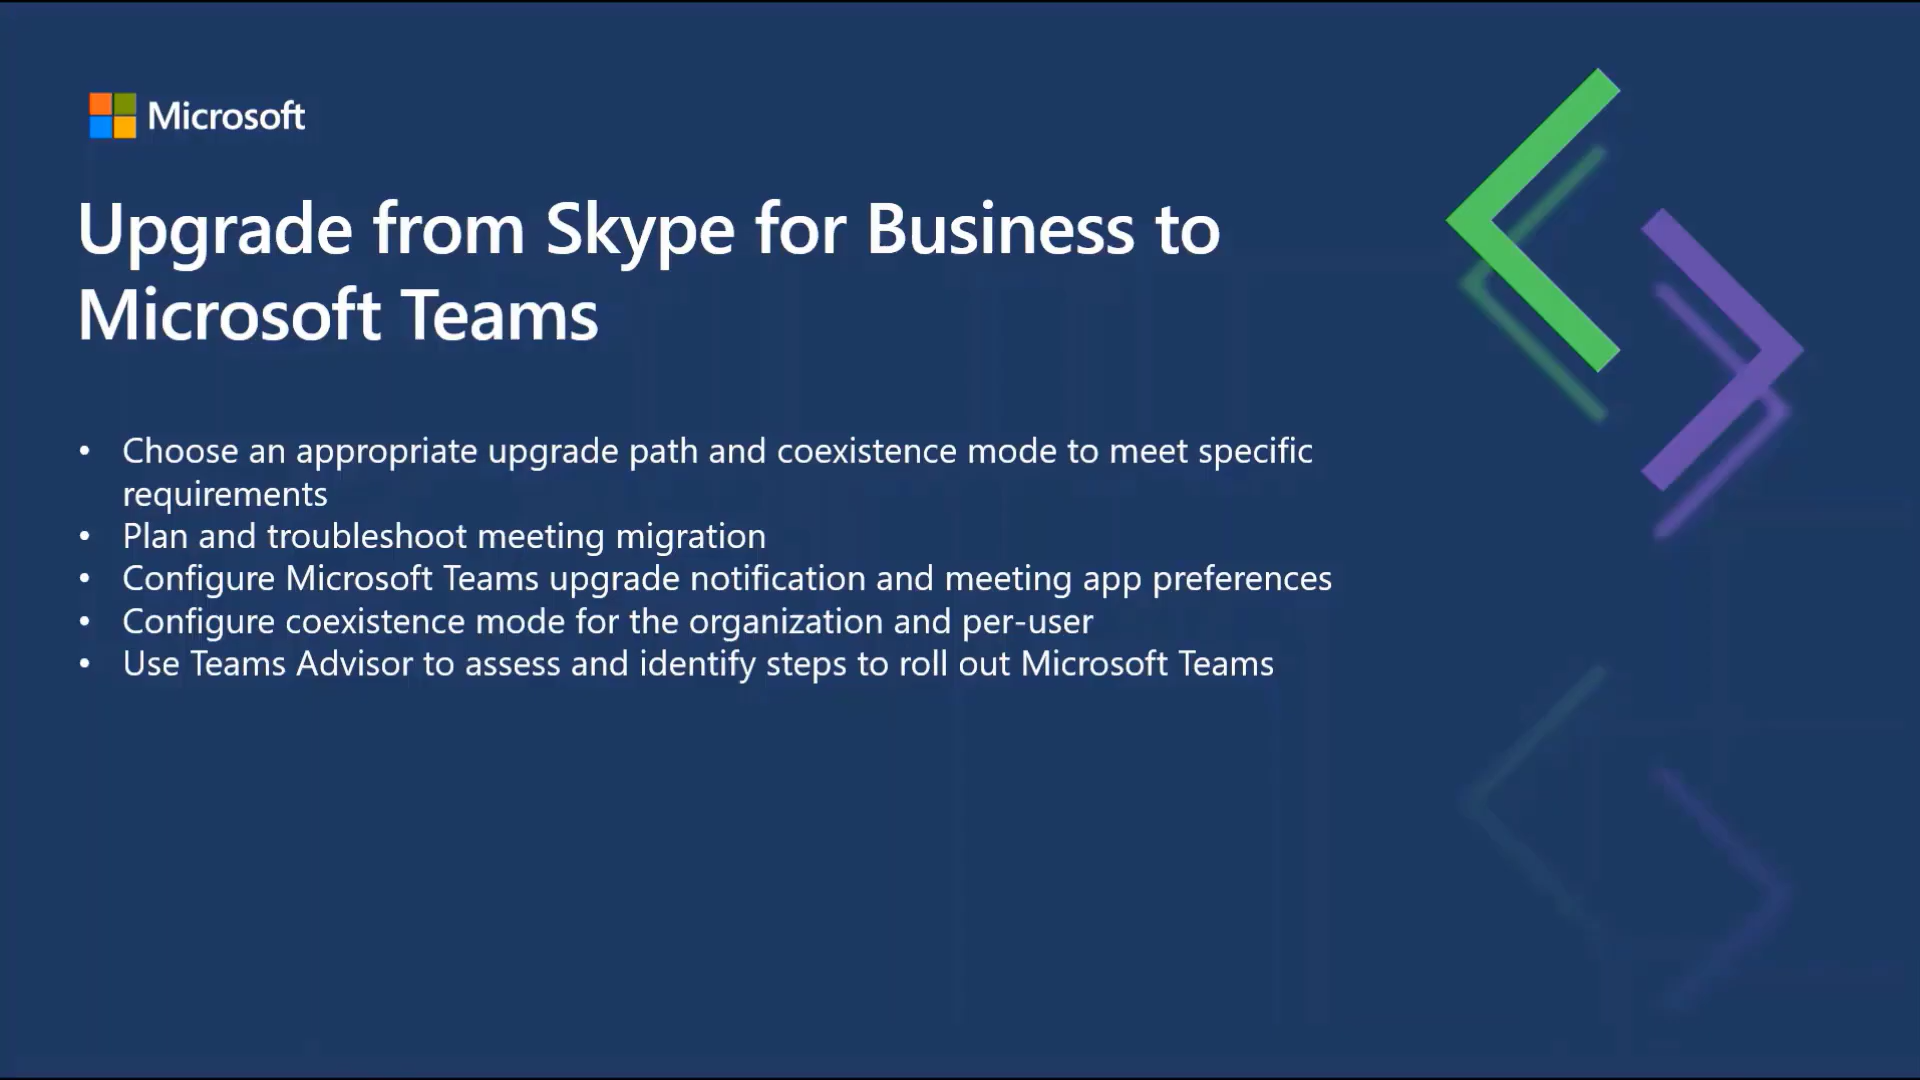 Microsoft
Upgrade from Skype for Business to
Microsoft Teams
• Choose an appropriate upgrade path and coexistence mode to meet specific
requirements
• Plan and troubleshoot meeting migration
• Configure Microsoft Teams upgrade notification and meeting app preferences
• Configure coexistence mode for the organization and per-user
• Use Teams Advisor to assess and identify steps to roll out Microsoft Teams